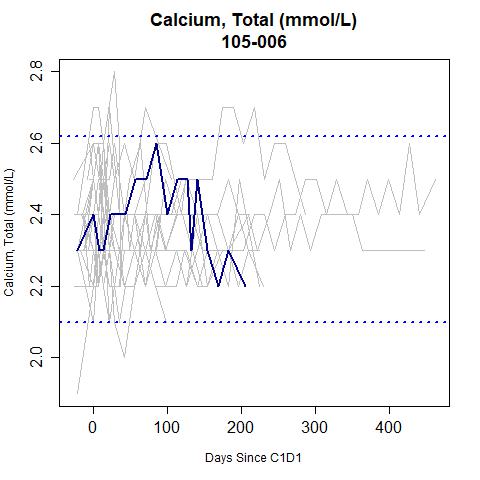 Calcium, Total (mmol/L)
105-006
Calcium, Total (mmol/L)
2.8
2.6
2.4
2.2
2.0
0 100 200 300 400
Days Since C1D1